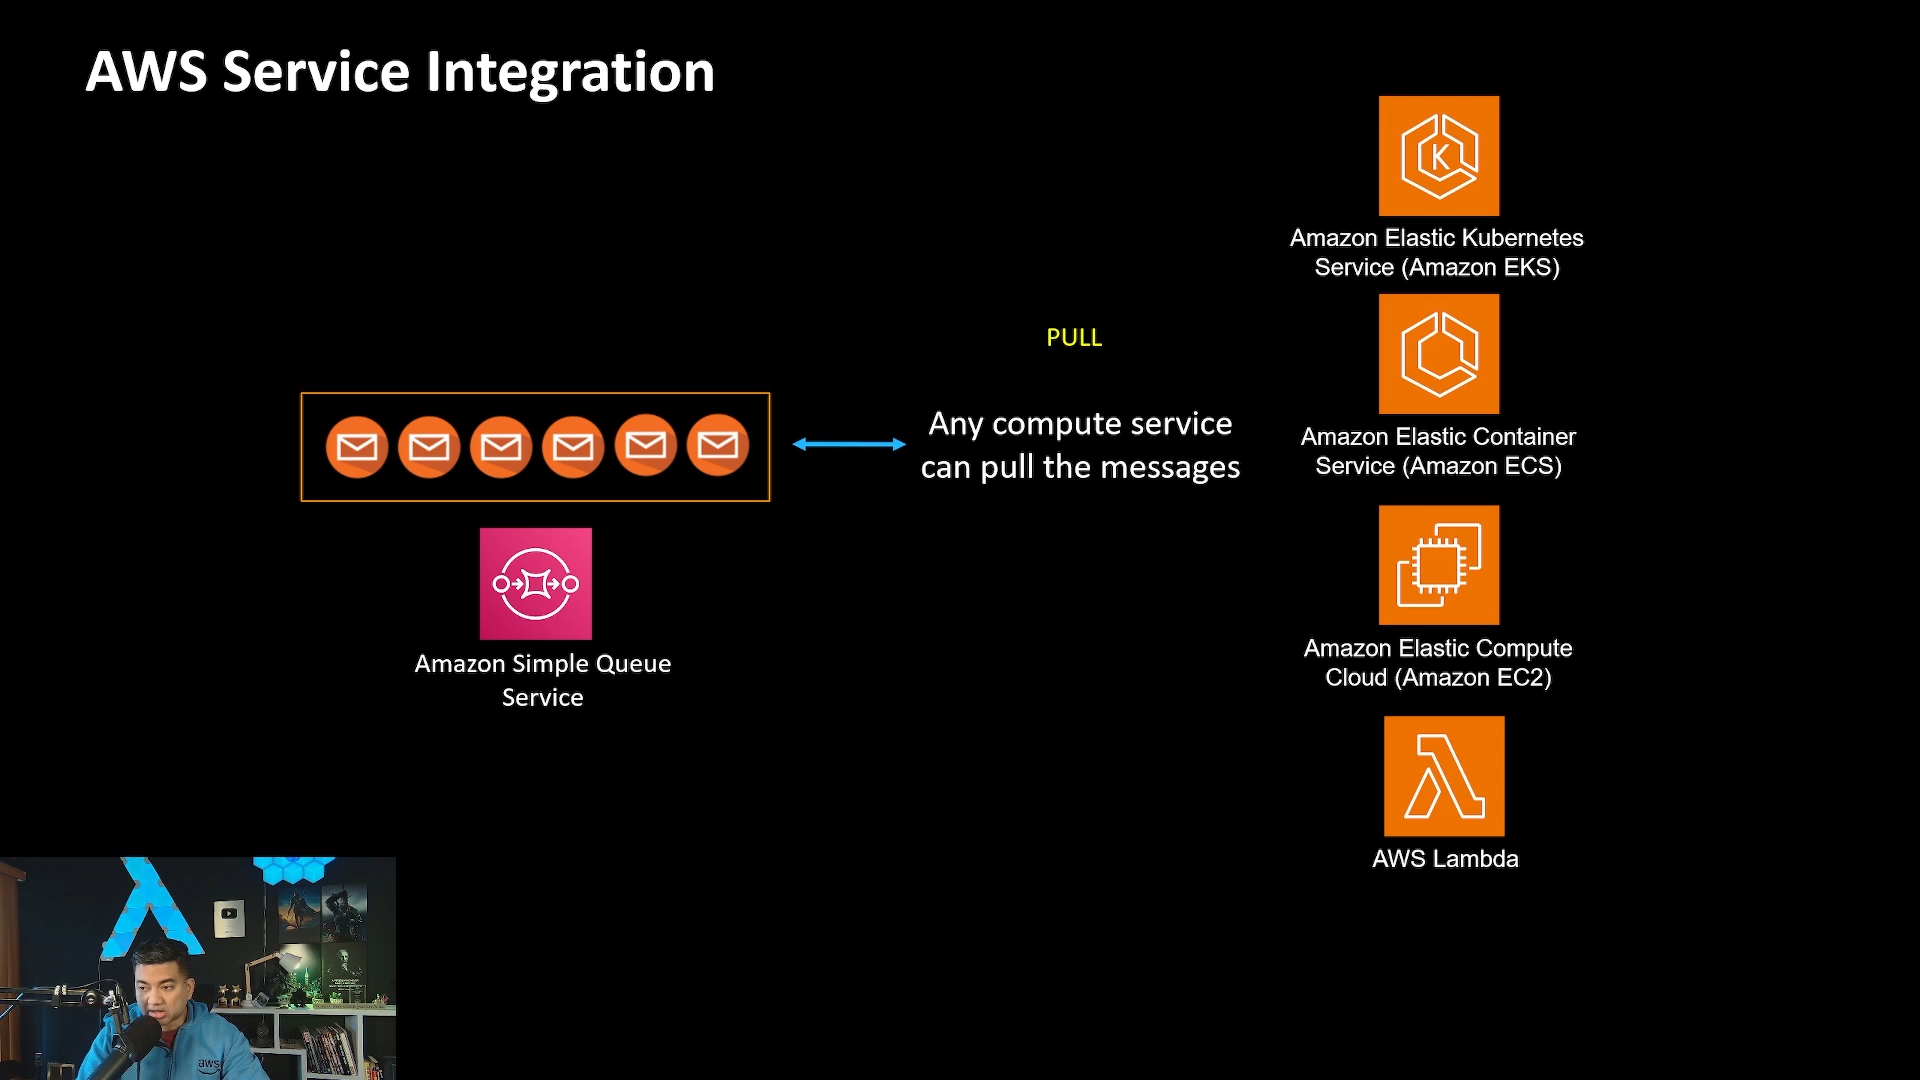 AWS Service Integration
K
Amazon Elastic Kubernetes
Service (Amazon EKS)
PULL
Any compute service
can pull the messages
Amazon Elastic Container
Service (Amazon ECS)
Amazon Simple Queue
Service
Amazon Elastic Compute
Cloud (Amazon EC2)
AWS Lambda
aws